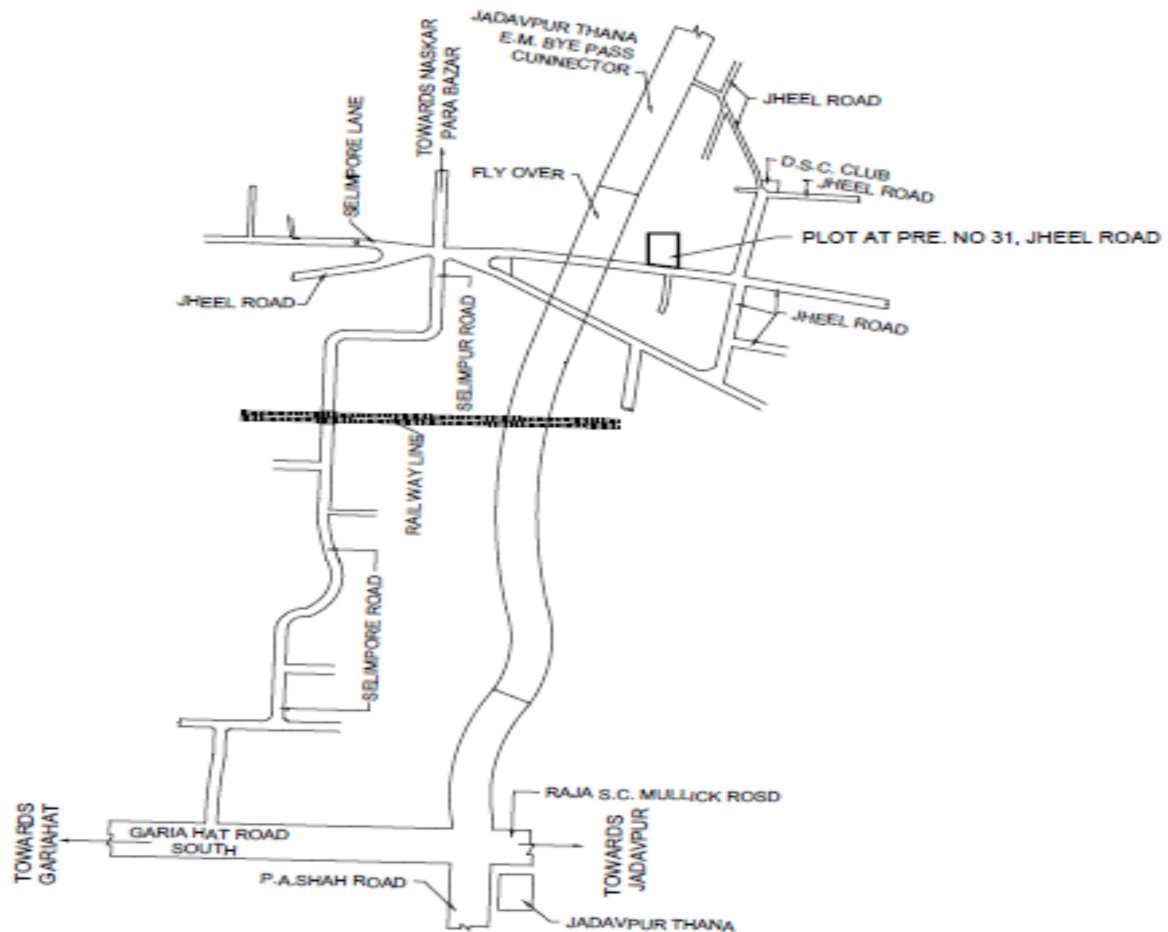 JADAVPUR THANA
E.M. BYE PASS
CUNNECTOR
JHEEL ROAD
TOWARDS NASKAR
PARA BAZAR
SELIMPORE LANE
D.S.C. CLUB
JHEEL ROAD
FLY OVER
PLOT AT PRE. NO 31, JHEEL ROAD
JHEEL ROAD
SELIMPUR ROAD
JHEEL ROAD
RAILWAY LINE
SELIMPORE ROAD
RAJA S.C. MULLICK ROSD
TOWARDS
GARIAHAT
GARIA HAT ROAD
SOUTH
TOWARDS
JADAVPUR
P.A.SHAH ROAD
JADAVPUR THANA